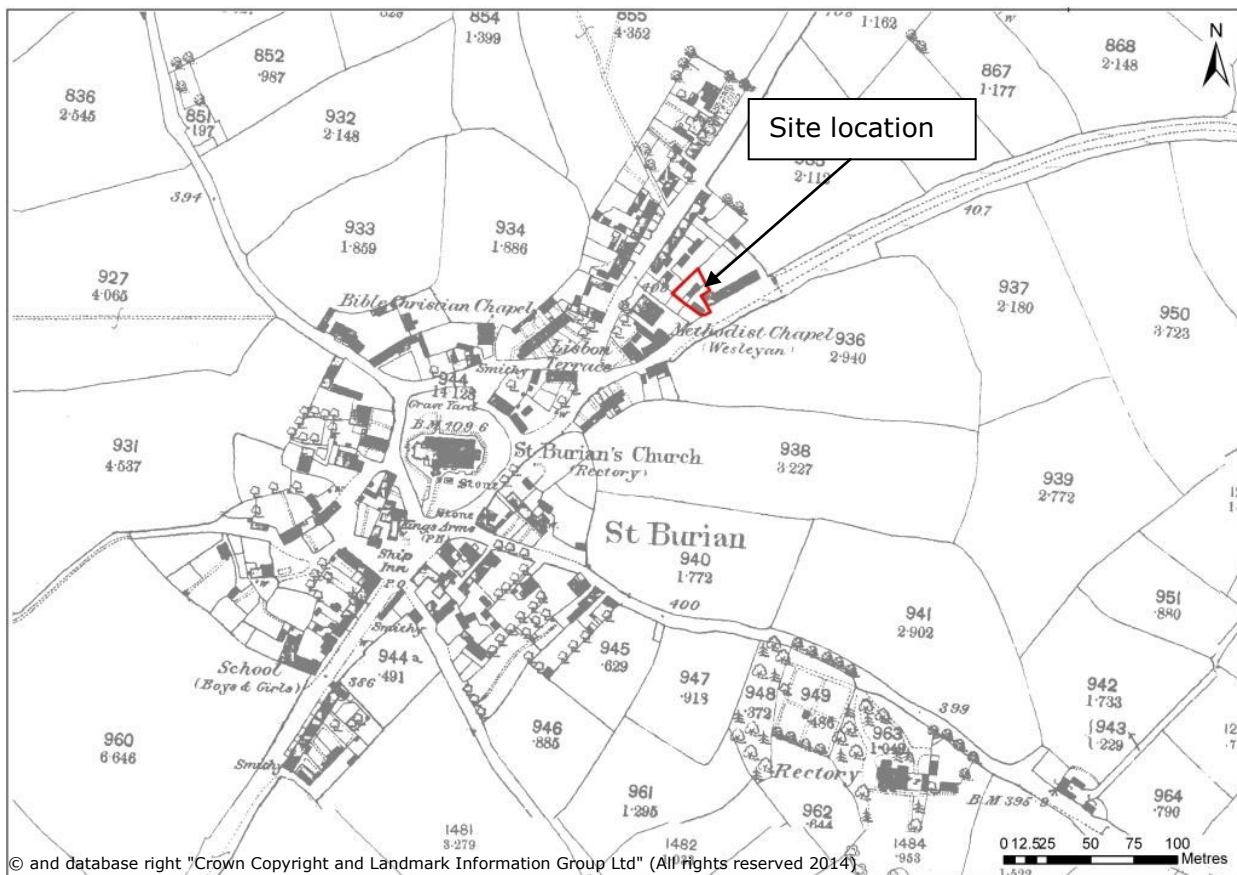 854
1.399
855
4.352
1.162
N
852
.987
867
1.177
868
2.148
836
2.545
851
.197
932
2.148
Site location
2.112
394
407
933
1.859
934
1.886
927
4.065
937
2.180
950
3.723
Bible Christian Chapel
Methodist Chapel
(Wesleyan)
936
2.940
Lisbon
Terrace
Smithy
944
14.123
Grave Yard
B.M.409.6
931
4.537
St Burian's Church
(Rectory)
938
3.227
939
2.772
Stone
Stone
Kings Arms
(P.H.)
St Burian
940
1.772
Ship
Inn
P.O.
400
951
.880
941
2.902
Smithy
945
.629
School
(Boys & Girls)
944a
.491
386
947
.913
948
.372
949
.485
942
1.733
943
1.229
399
946
.885
963
1.042
960
6.646
Smithy
Rectory
B.M.395.9
961
1.295
962
.644
964
.790
1481
3.279
1482
1484
.953
0 12.5 25 50 75 100
Metres
© and database right "Crown Copyright and Landmark Information Group Ltd" (All rights reserved 2014)